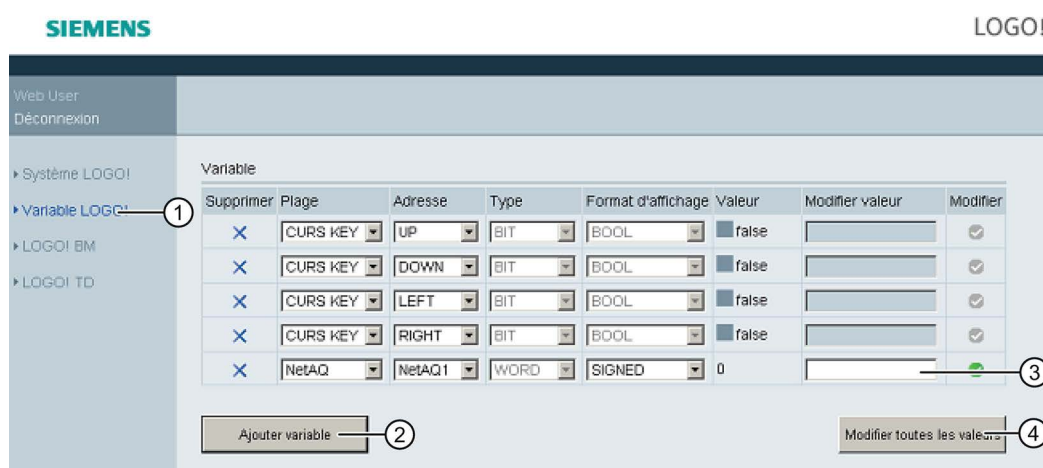 SIEMENS
LOGO!
Web User
Déconnexion
Système LOGO!
Variable LOGO! 1
LOGO! BM
LOGO! TD
Variable
Supprimer Plage Adresse Type Format d'affichage Valeur Modifier valeur Modifier
CURS KEY UP BIT BOOL false
CURS KEY DOWN BIT BOOL false
CURS KEY LEFT BIT BOOL false
CURS KEY RIGHT BIT BOOL false
NetAQ NetAQ1 WORD SIGNED 0 3
Ajouter variable 2
Modifier toutes les valeurs 4